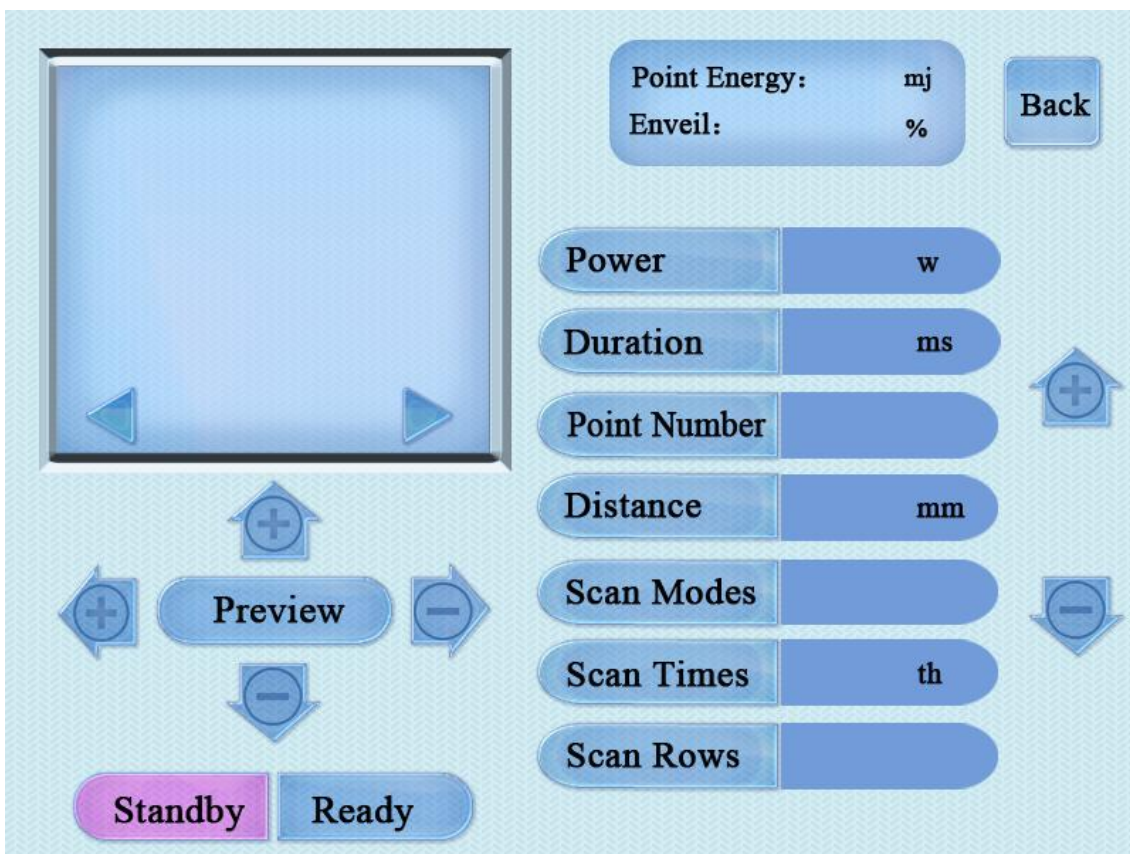 Point Energy： mj
Enveil： %
Back
Power w
Duration ms
Point Number
Distance mm
Scan Modes
Scan Times th
Scan Rows
Preview
Standby Ready